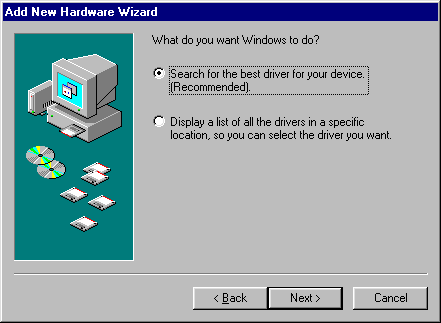 Add New Hardware Wizard
What do you want Windows to do?
Search for the best driver for your device.
(Recommended).
Display a list of all the drivers in a specific
location, so you can select the driver you want.
< Back
Next >
Cancel